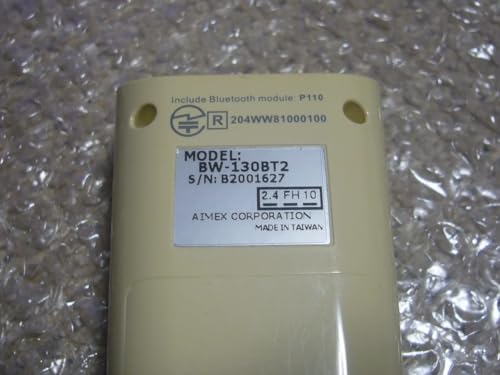 Include Bluetooth module: P110
R 204WW81000100
MODEL:
BW-130BT2
S/N: B2001627
2.4 FH 10
AIMEX CORPORATION
MADE IN TAIWAN